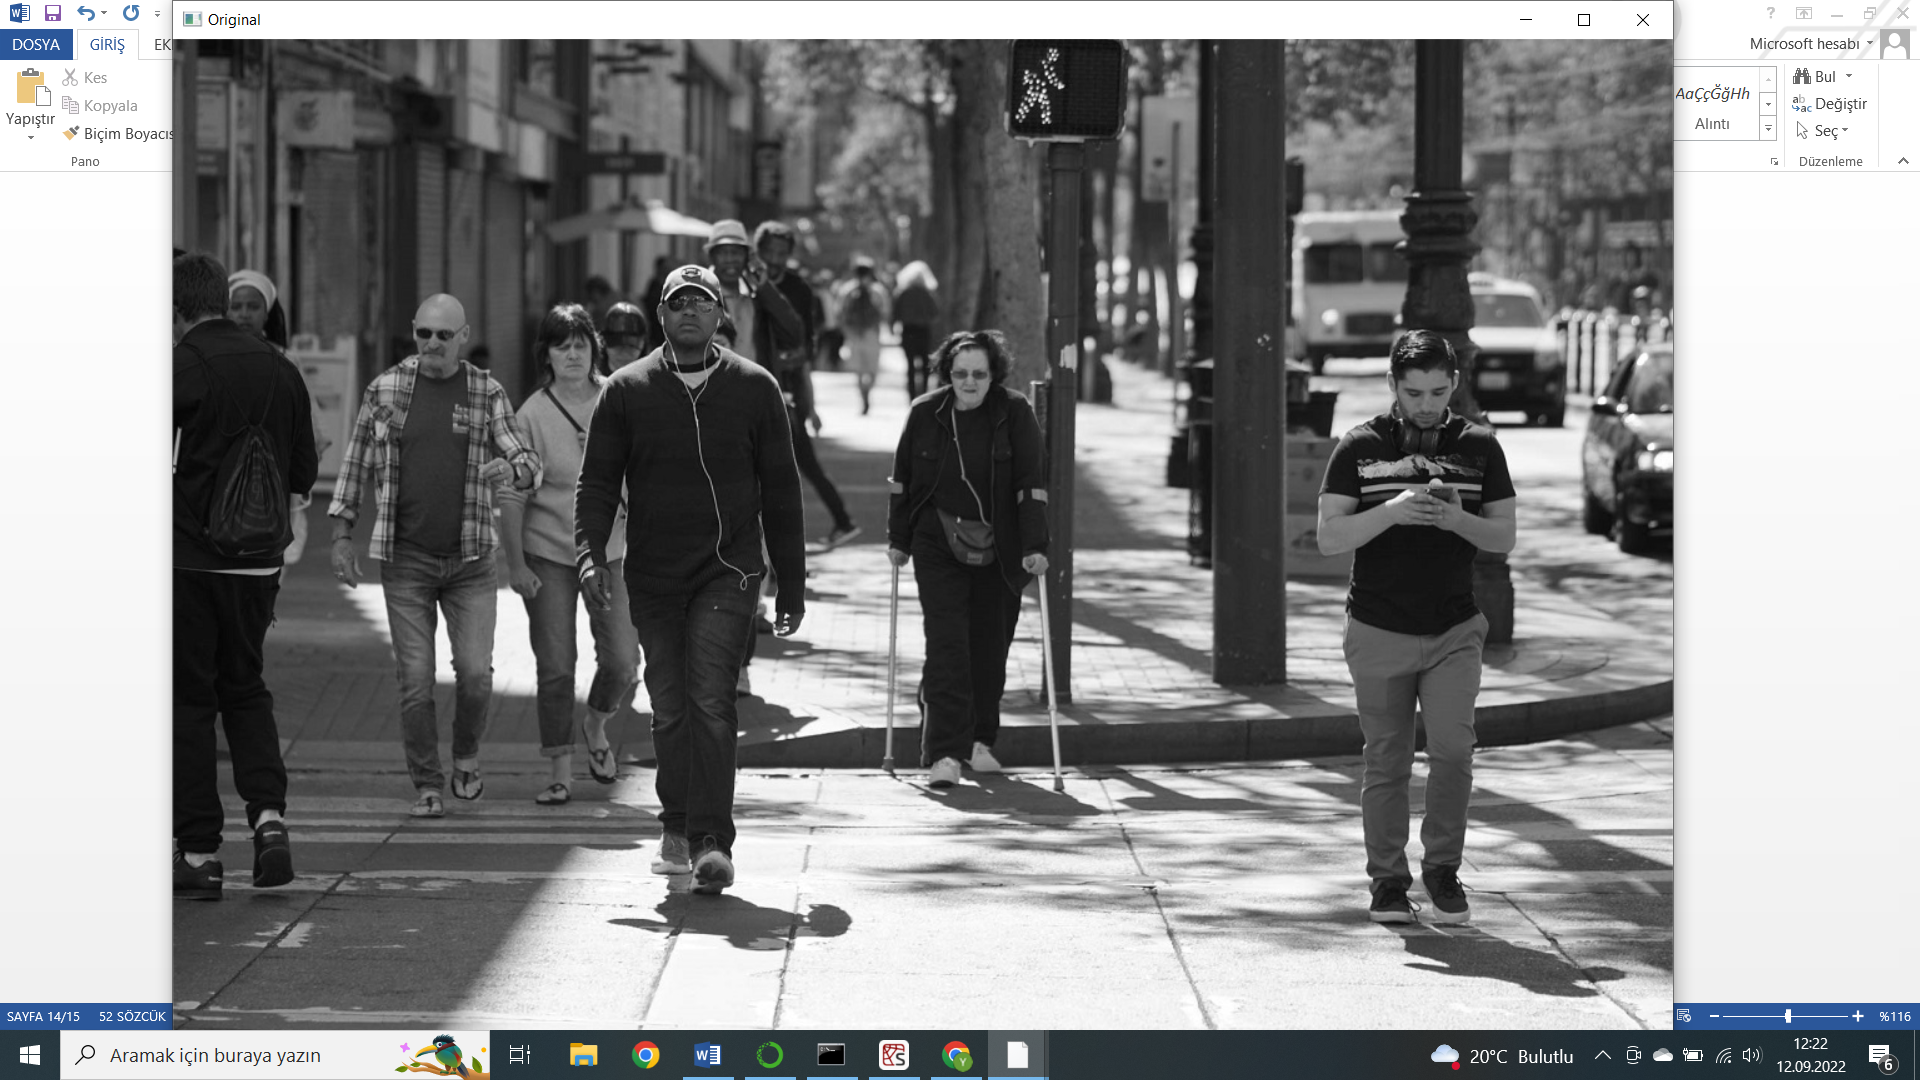 Original
DOSYA
GİRİŞ
EK
Microsoft hesabı
Yapıştır
Kes
Kopyala
Biçim Boyacıs
Pano
AaÇçĞğHh
Alıntı
Bul
Değiştir
Seç
Düzenleme
SAYFA 14/15
52 SÖZCÜK
%116
Aramak için buraya yazın
20°C Bulutlu
12:22
12.09.2022
6